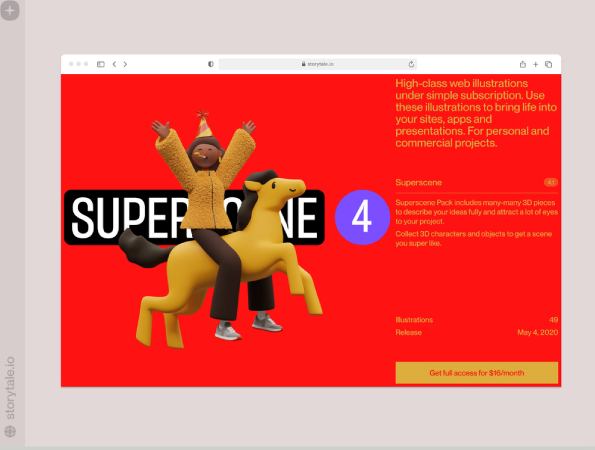 storytale.io
High-class web illustrations
under simple subscription. Use
these illustrations to bring life into
your sites, apps and
presentations. For personal and
commercial projects.
SUPER CENE 4
Superscene 4.1
Superscene Pack includes many-many 3D pieces
to describe your ideas fully and attract a lot of eyes
to your project.
Collect 3D characters and objects to get a scene
you super like.
Illustrations 49
Release May 4, 2020
Get full access for $16/month
storytale.io